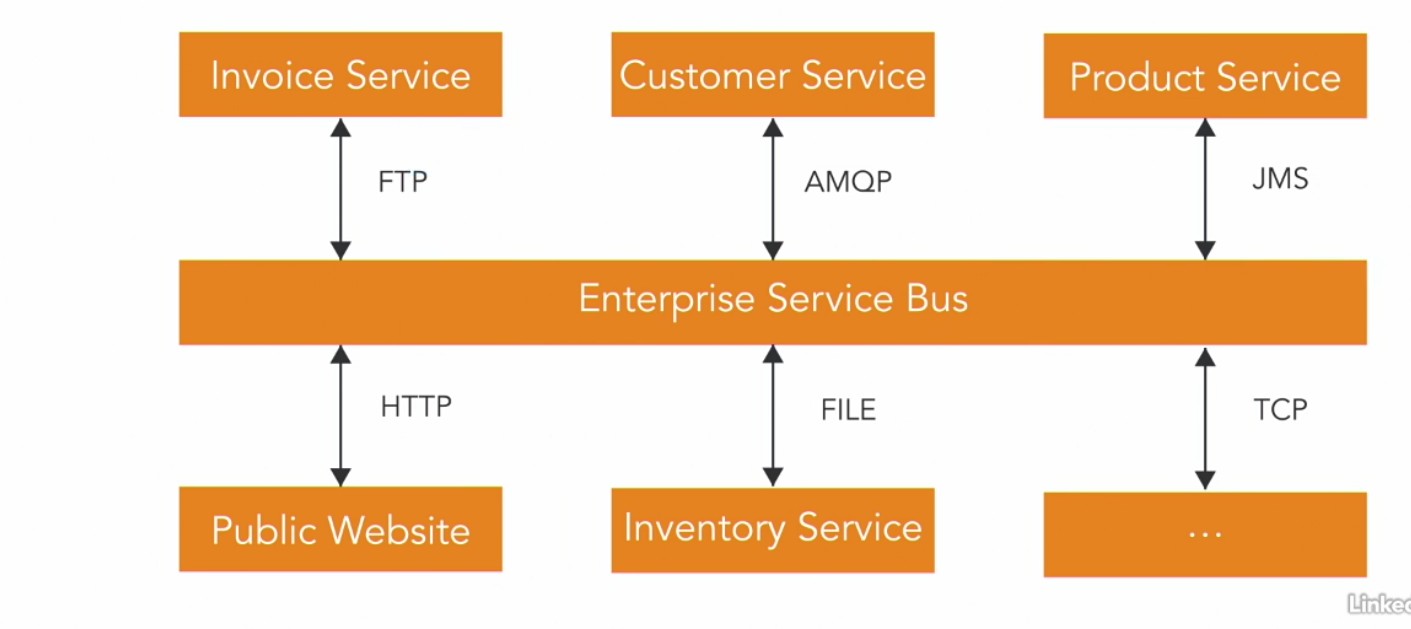 Invoice Service
Customer Service
Product Service
FTP
AMQP
JMS
Enterprise Service Bus
HTTP
FILE
TCP
Public Website
Inventory Service
...
Linked